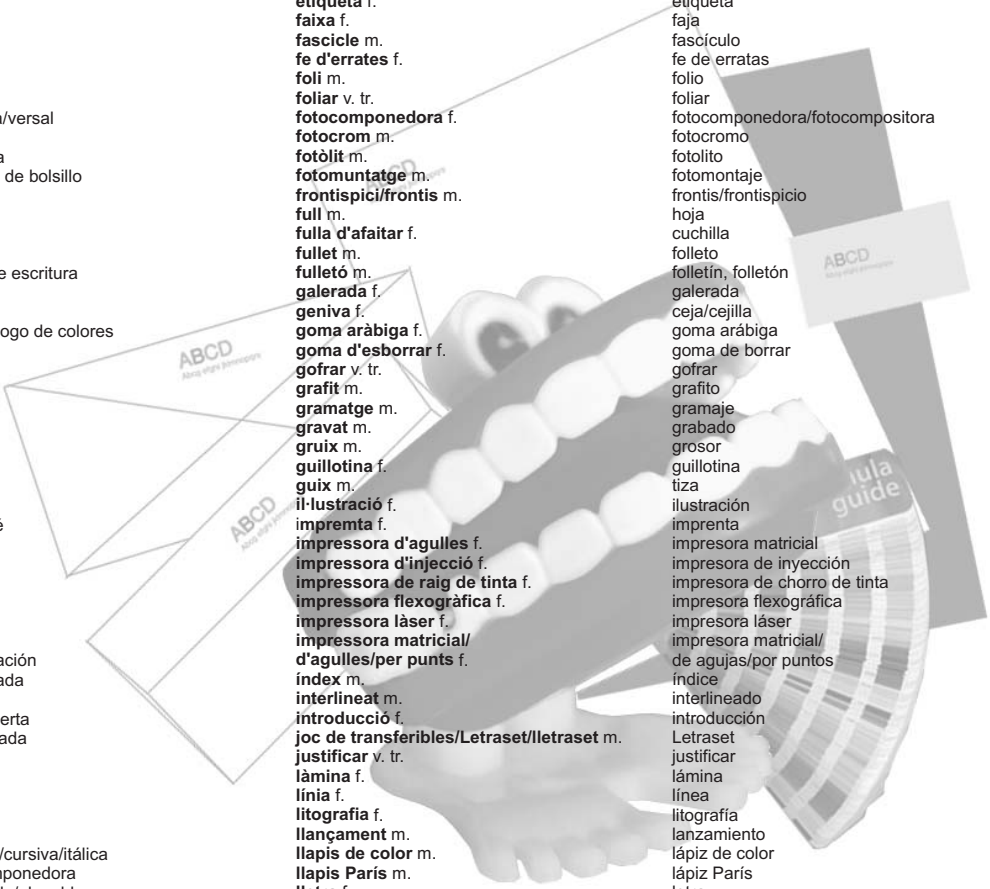 a/versal
a
de bolsillo
e escritura
ogo de colores
é
ación
ada
erta
ada
/cursiva/itálica
mponedora
etiqueta f. etiqueta
faixa f. faja
fascicle m. fascículo
fe d'errates f. fe de erratas
foli m. folio
foliar v. tr. foliar
fotocomponedora f. fotocomponedora/fotocompositora
fotocrom m. fotocromo
fotòlit m. fotolito
fotomuntatge m. fotomontaje
frontispici/frontis m. frontis/frontispicio
full m. hoja
fulla d'afaitar f. cuchilla
fullet m. folleto
fulletó m. folletín, folletón
galerada f. galerada
geniva f. ceja/cejilla
goma aràbiga f. goma arábiga
goma d'esborrar f. goma de borrar
gofrar v. tr. gofrar
grafit m. grafito
gramatge m. gramaje
gravat m. grabado
gruix m. grosor
guillotina f. guillotina
guix m. tiza
il·lustració f. ilustración
impremta f. imprenta
impressora d'agulles f. impresora matricial
impressora d'injecció f. impresora de inyección
impressora de raig de tinta f. impresora de chorro de tinta
impressora flexogràfica f. impresora flexográfica
impressora làser f. impresora láser
impressora matricial/ impresora matricial/
d'agulles/per punts f. de agujas/por puntos
índex m. índice
interlineat m. interlineado
introducció f. introducción
joc de transferibles/Letraset/lletraset m. Letraset
justificar v. tr. justificar
làmina f. lámina
línia f. línea
litografia f. litografía
llançament m. lanzamiento
llapis de color m. lápiz de color
llapis París m. lápiz París
ABCD
ABCD
ABCD
ABCD
guide